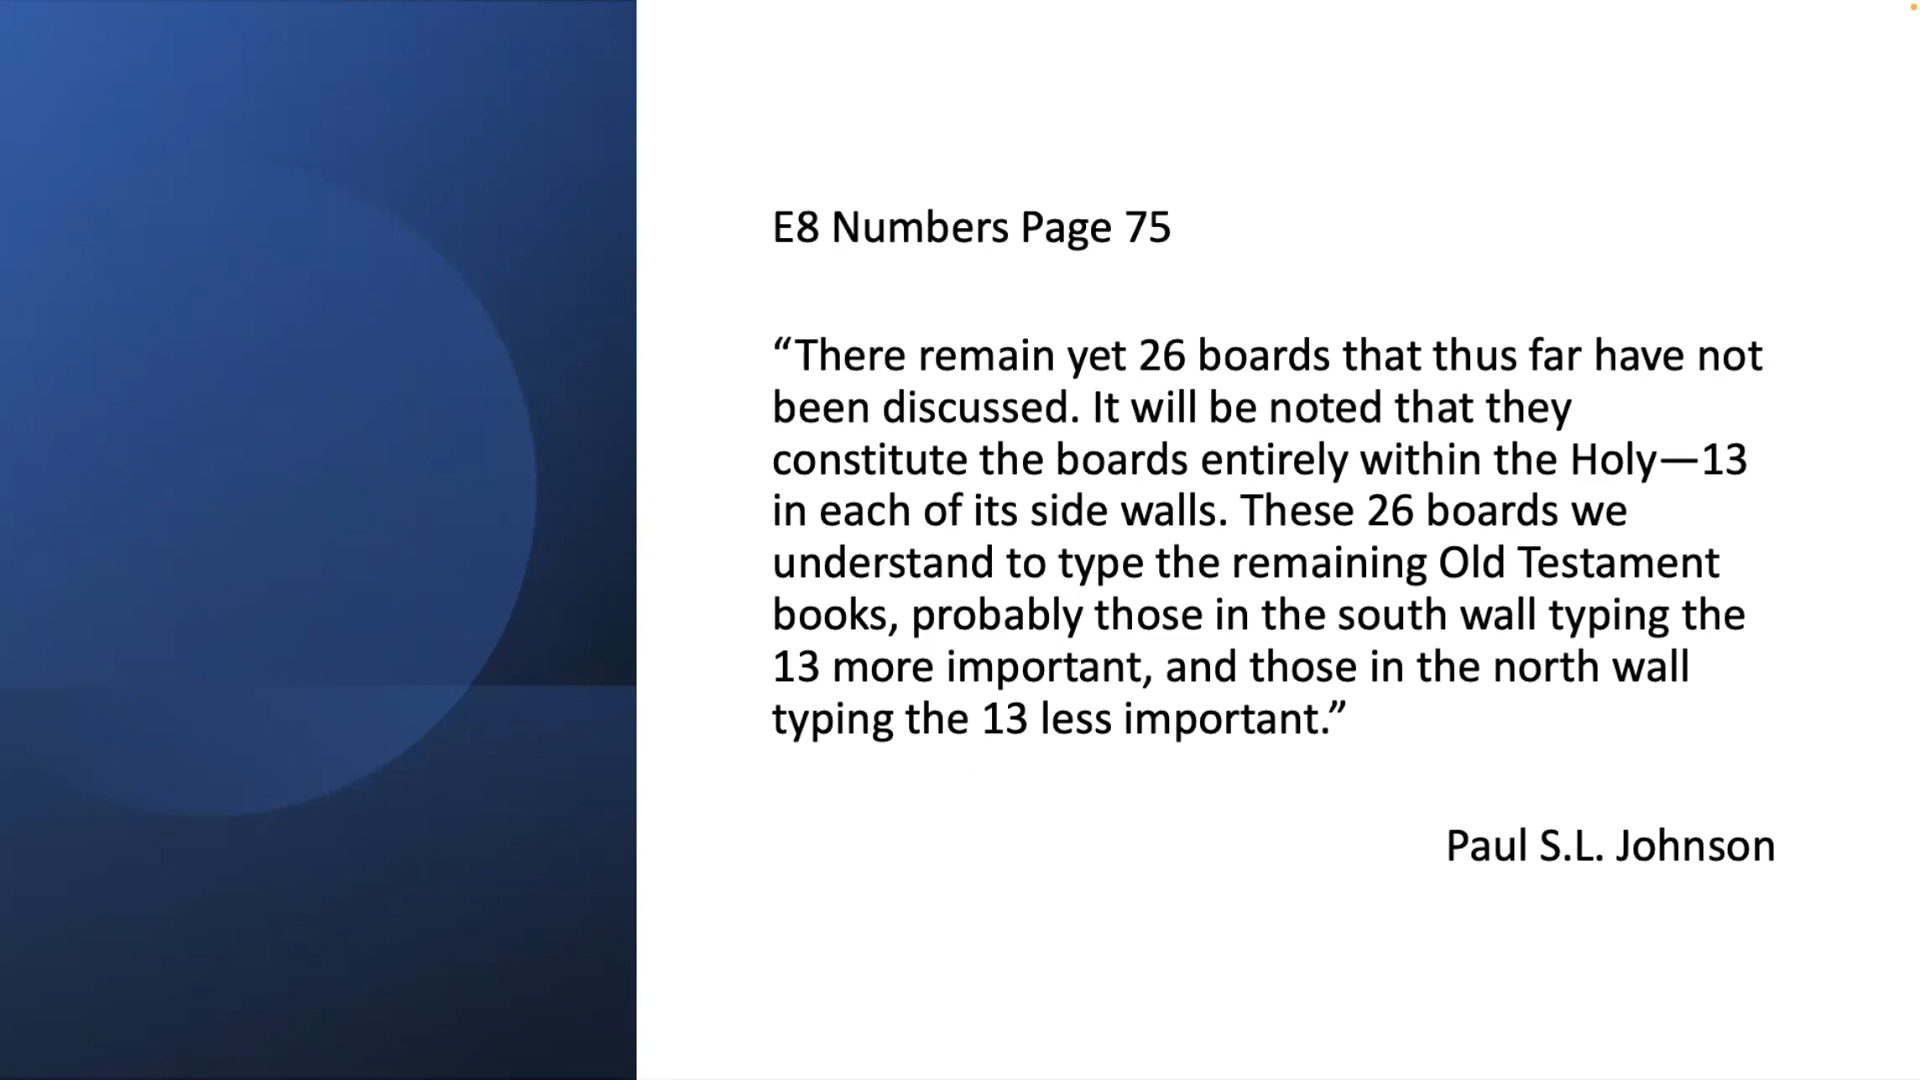 E8 Numbers Page 75
“There remain yet 26 boards that thus far have not
been discussed. It will be noted that they
constitute the boards entirely within the Holy—13
in each of its side walls. These 26 boards we
understand to type the remaining Old Testament
books, probably those in the south wall typing the
13 more important, and those in the north wall
typing the 13 less important.”
Paul S.L. Johnson